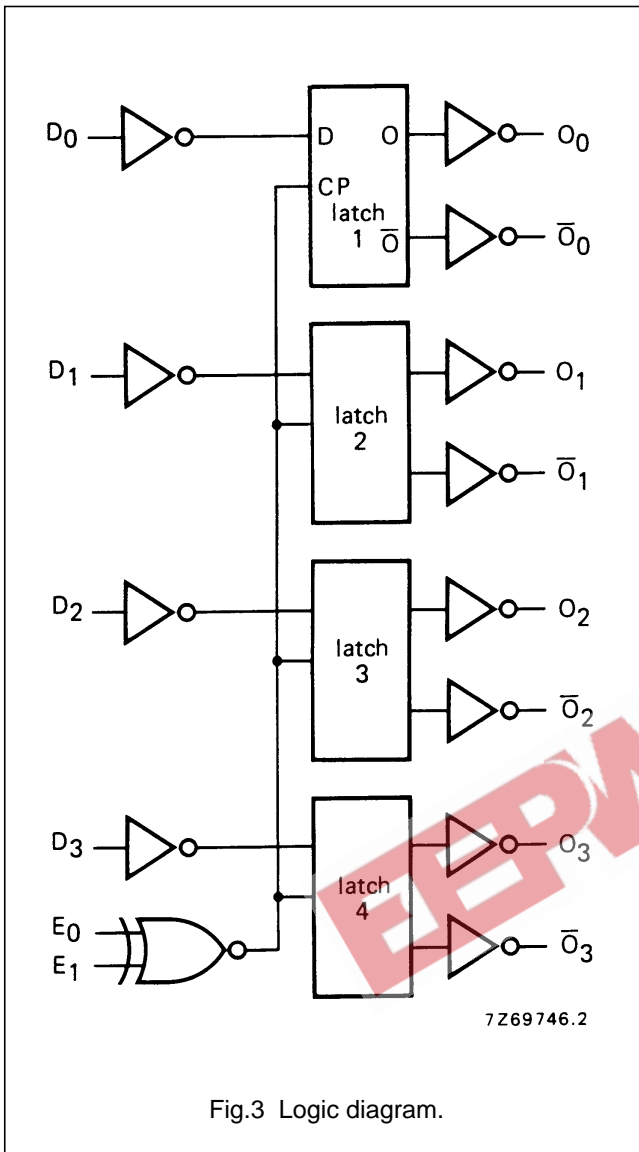 D0
D
O
O0
CP
latch
1
Ō
Ō0
D1
latch
2
O1
Ō1
D2
latch
3
O2
Ō2
D3
latch
4
O3
Ō3
E0
E1
7Z69746.2
Fig.3 Logic diagram.
EEPW